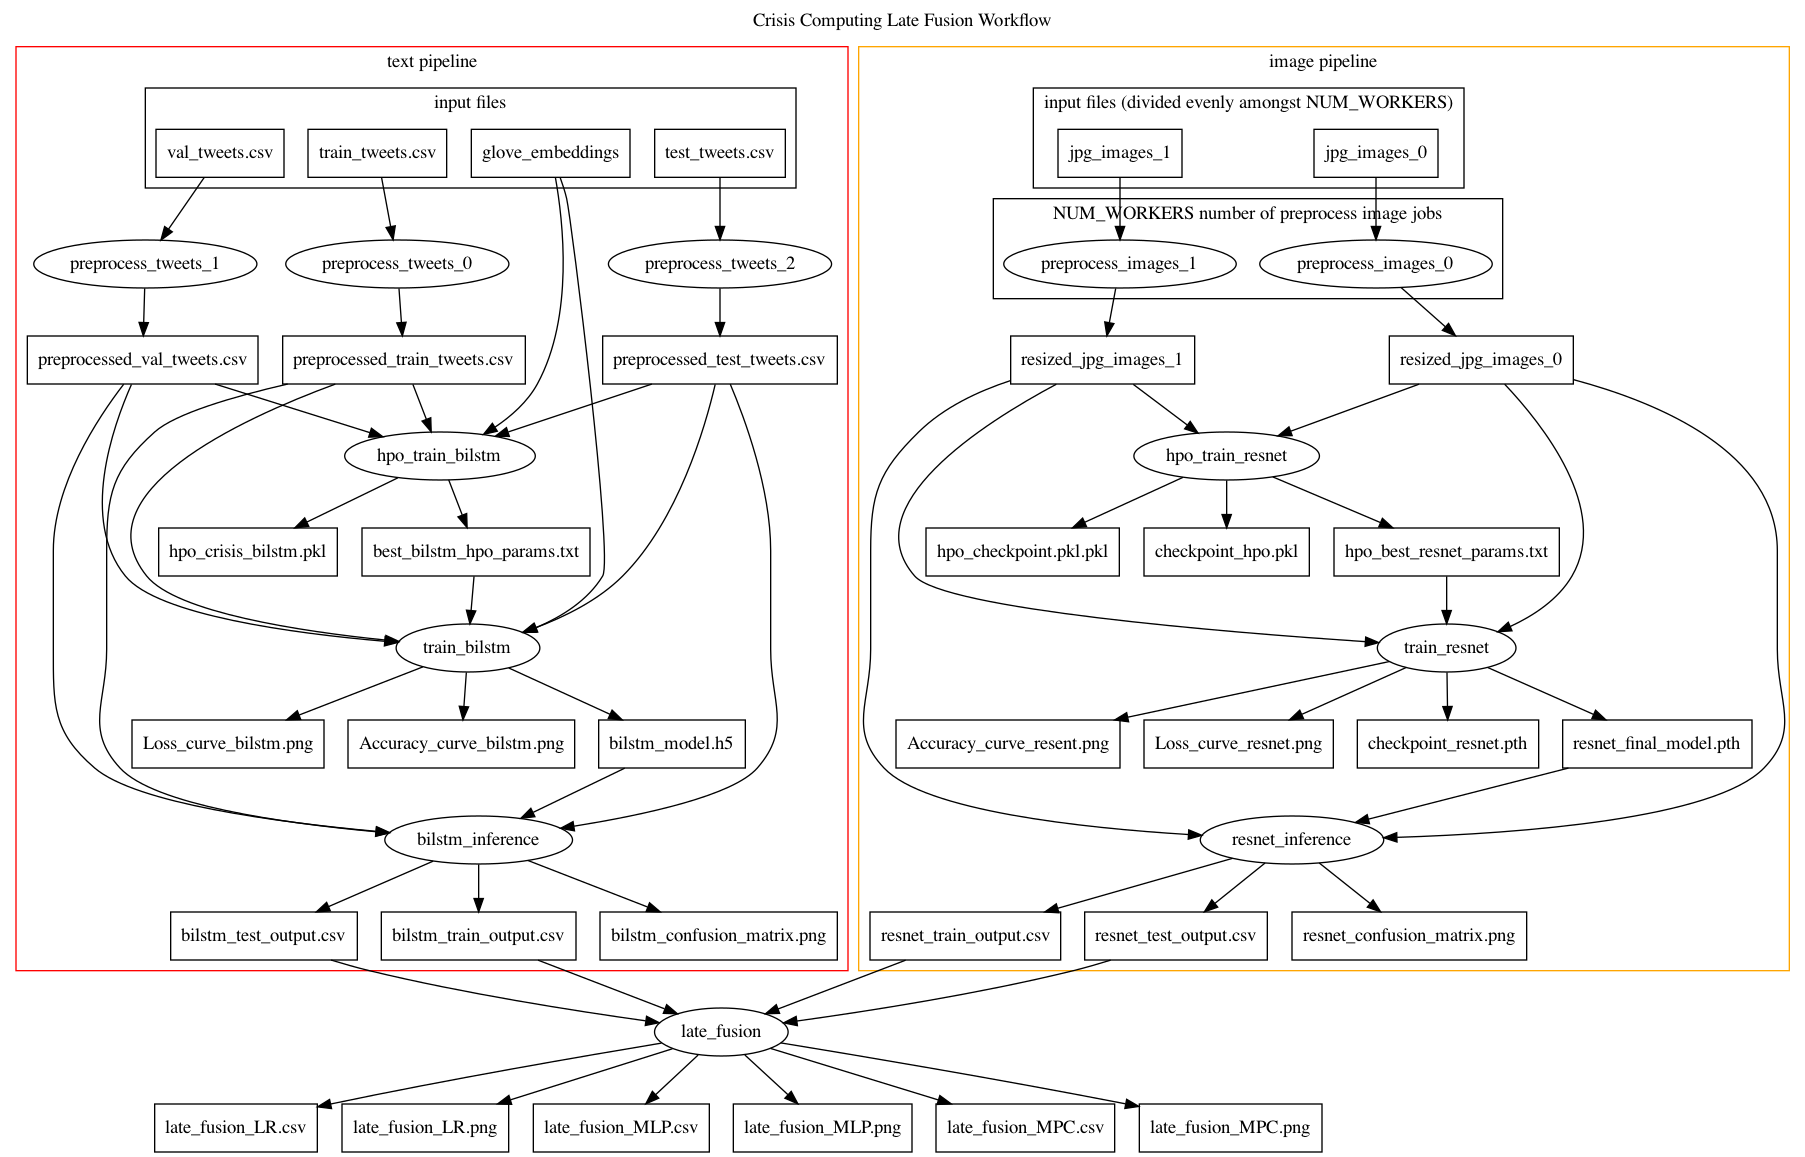 Crisis Computing Late Fusion Workflow
text pipeline
image pipeline
input files
input files (divided evenly amongst NUM_WORKERS)
val_tweets.csv
train_tweets.csv
glove_embeddings
test_tweets.csv
jpg_images_1
jpg_images_0
NUM_WORKERS number of preprocess image jobs
preprocess_tweets_1
preprocess_tweets_0
preprocess_tweets_2
preprocess_images_1
preprocess_images_0
preprocessed_val_tweets.csv
preprocessed_train_tweets.csv
preprocessed_test_tweets.csv
resized_jpg_images_1
resized_jpg_images_0
hpo_train_bilstm
hpo_train_resnet
hpo_crisis_bilstm.pkl
best_bilstm_hpo_params.txt
hpo_checkpoint.pkl.pkl
checkpoint_hpo.pkl
hpo_best_resnet_params.txt
train_bilstm
train_resnet
Loss_curve_bilstm.png
Accuracy_curve_bilstm.png
bilstm_model.h5
Accuracy_curve_resent.png
Loss_curve_resnet.png
checkpoint_resnet.pth
resnet_final_model.pth
bilstm_inference
resnet_inference
bilstm_test_output.csv
bilstm_train_output.csv
bilstm_confusion_matrix.png
resnet_train_output.csv
resnet_test_output.csv
resnet_confusion_matrix.png
late_fusion
late_fusion_LR.csv
late_fusion_LR.png
late_fusion_MLP.csv
late_fusion_MLP.png
late_fusion_MPC.csv
late_fusion_MPC.png